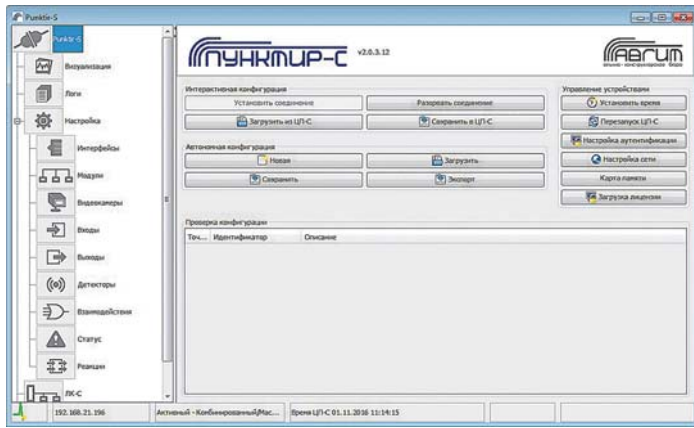 Punktir-S
Punktir-S
Визуализация
Логи
Настройка
Интерфейсы
Модули
Видеокамеры
Входы
Выходы
Детекторы
Взаимодействия
Статус
Реакции
ЛК-С
ПУНКТИР-С v2.0.3.12
АВГИТ
Интерактивная конфигурация
Установить соединение Разорвать соединение
Загрузить из ЦП-С Сохранить в ЦП-С
Автономная конфигурация
Новая Загрузить
Сохранить Экспорт
Управление устройствами
Установить время
Перезапуск ЦП-С
Настройка аутентификации
Настройка сети
Карта памяти
Загрузка лицензии
Проверка конфигурации
Точ... Идентификатор Описание
192.168.21.196 Активный - Комбинированный/Мас... Время ЦП-С 01.11.2016 11:14:15